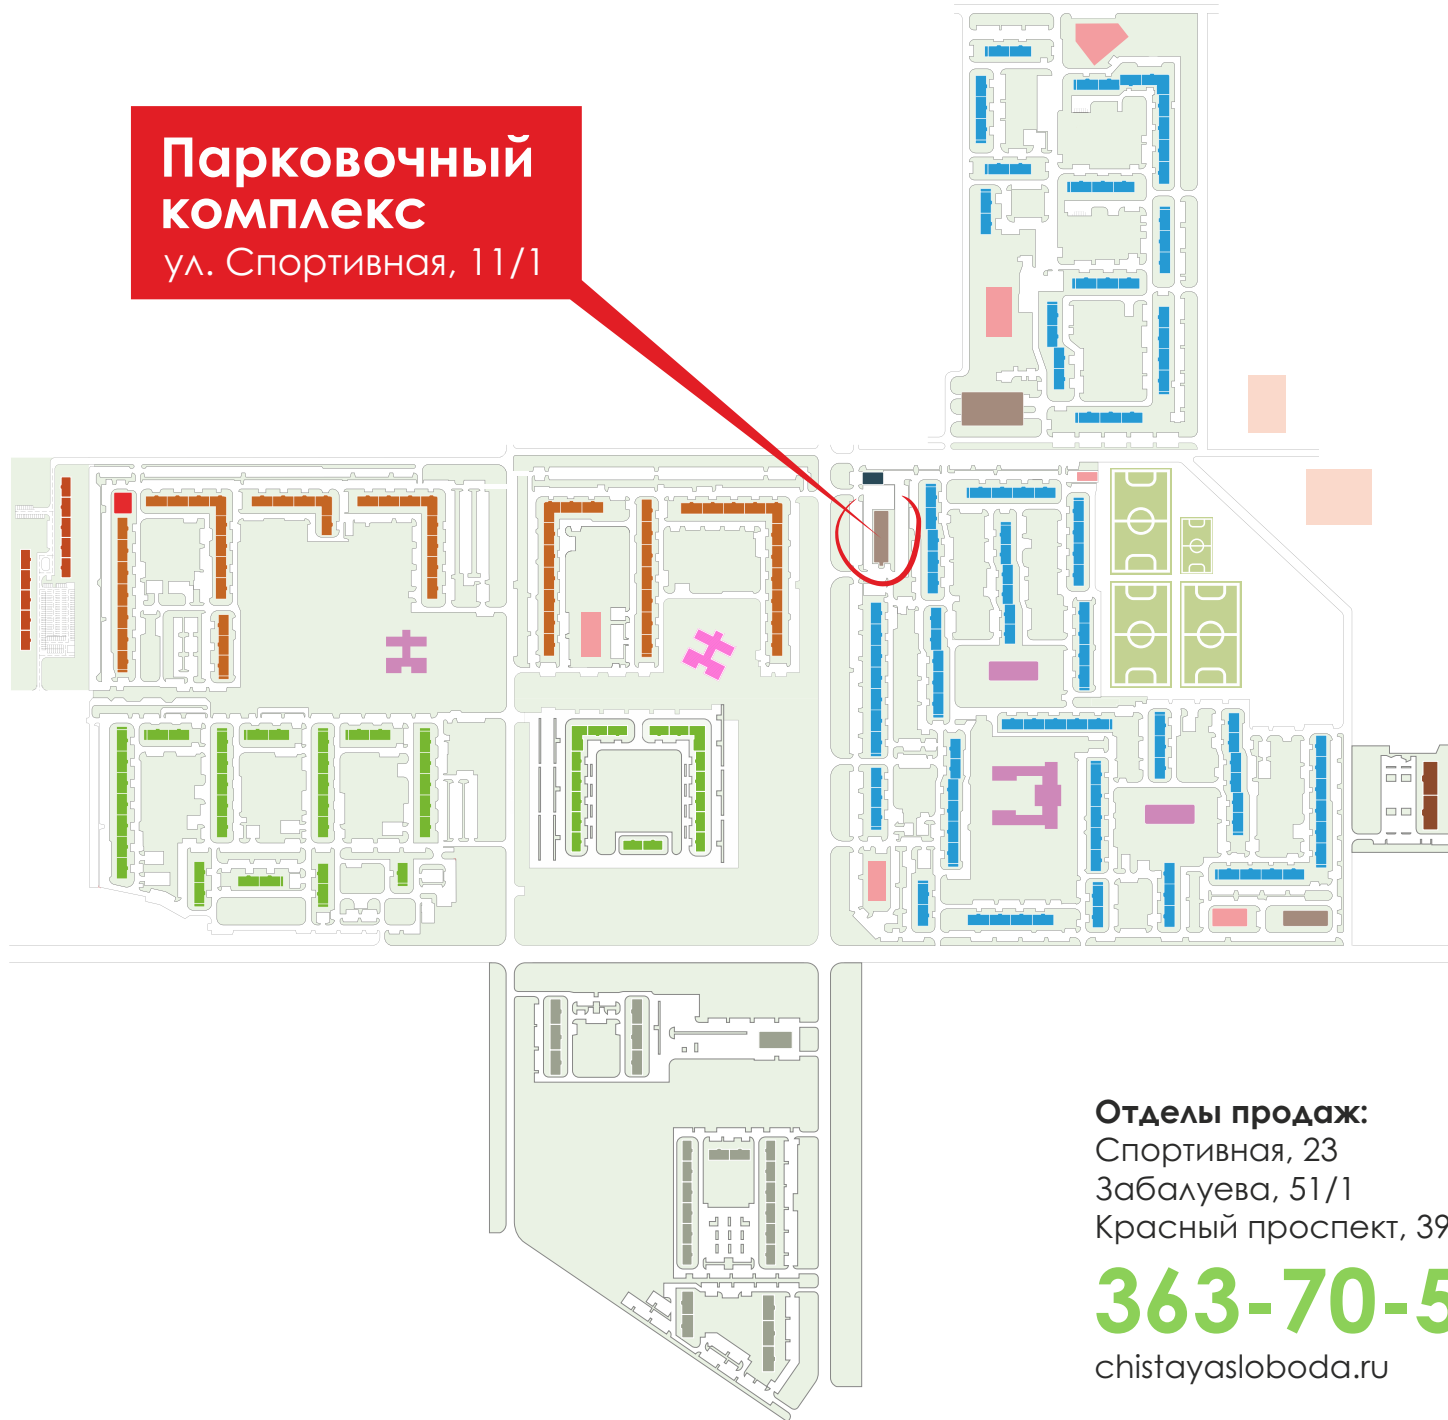 Парковочный
комплекс
ул. Спортивная, 11/1
Отделы продаж:
Спортивная, 23
Забалуева, 51/1
Красный проспект, 39
363-70-5
chistayasloboda.ru